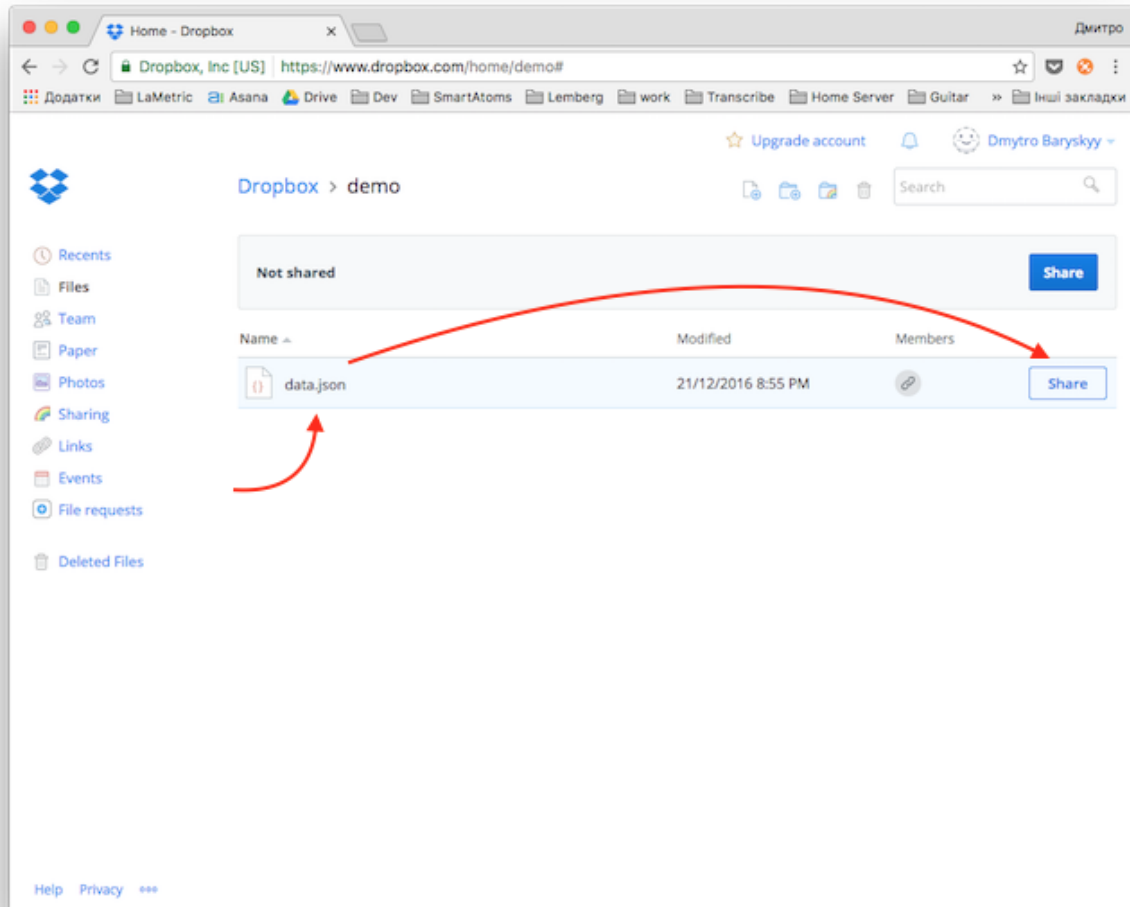 Home - Dropbox
Дмитро
Dropbox, Inc [US] https://www.dropbox.com/home/demo#
Додатки LaMetric Asana Drive Dev SmartAtoms Lemberg work Transcribe Home Server Guitar » Інші закладки
Upgrade account Dmytro Baryskyy
Dropbox > demo
Search
Recents
Files
Team
Paper
Photos
Sharing
Links
Events
File requests
Deleted Files
Not shared Share
Name Modified Members
{} data.json 21/12/2016 8:55 PM Share
Help Privacy